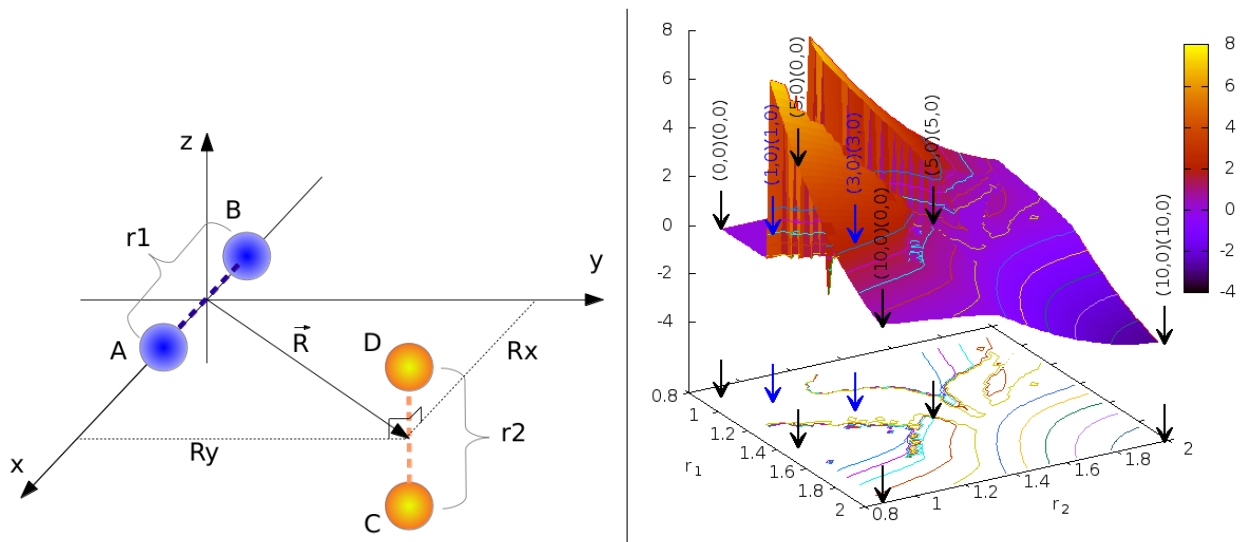 z
B
r1
y
A
R
D
Rx
r2
Ry
x
C
8
6
4
2
0
-2
-4
(0,0)(0,0)
(1,0)(1,0)
(5,0)(0,0)
(3,0)(3,0)
(10,0)(0,0)
(5,0)(5,0)
(10,0)(10,0)
8
6
4
2
0
-2
-4
0.8
1
1.2
1.4
1.6
1.8
2
r1
0.8
1
1.2
1.4
1.6
1.8
2
r2